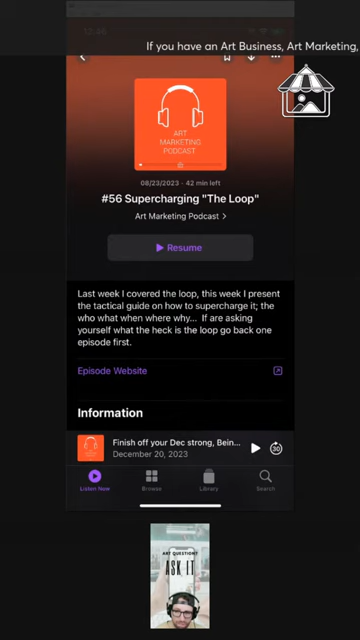 12:44
If you have an Art Business, Art Marketing,
ART
MARKETING
PODCAST
08/23/2023 · 42 min left
#56 Supercharging "The Loop"
Art Marketing Podcast >
Resume
Last week I covered the loop, this week I present
the tactical guide on how to supercharge it; the
who what when where why... If are asking
yourself what the heck is the loop go back one
episode first.
Episode Website
Information
Finish off your Dec strong, Bein...
December 20, 2023
30
Listen Now
Browse
Library
Search
ART QUESTION?
ASK IT